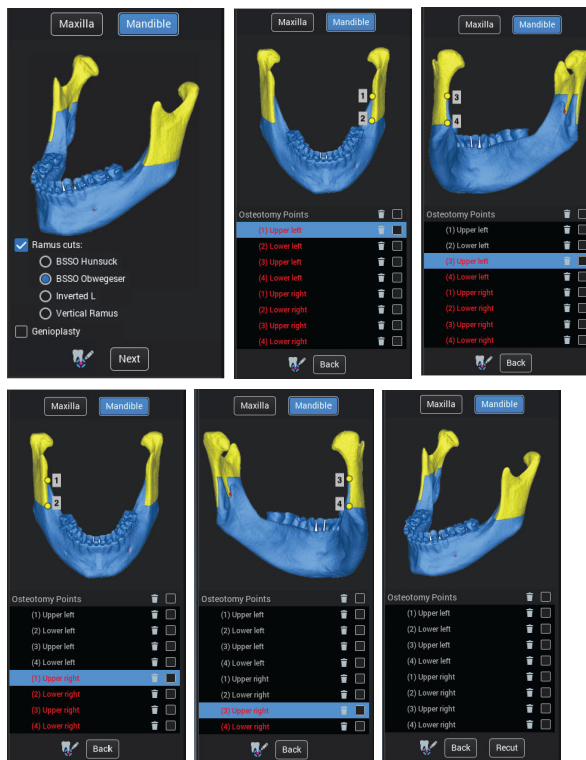 Maxilla Mandible
Ramus cuts:
BSSO Hunsuck
BSSO Obwegeser
Inverted L
Vertical Ramus
Genioplasty
Next
Maxilla Mandible
1
2
Osteotomy Points
(1) Upper left
(2) Lower left
(3) Upper left
(4) Lower left
(1) Upper right
(2) Lower right
(3) Upper right
(4) Lower right
Back
Maxilla Mandible
3
4
Osteotomy Points
(1) Upper left
(2) Lower left
(3) Upper left
(4) Lower left
(1) Upper right
(2) Lower right
(3) Upper right
(4) Lower right
Back
Maxilla Mandible
1
2
Osteotomy Points
(1) Upper left
(2) Lower left
(3) Upper left
(4) Lower left
(1) Upper right
(2) Lower right
(3) Upper right
(4) Lower right
Back
Maxilla Mandible
3
4
Osteotomy Points
(1) Upper left
(2) Lower left
(3) Upper left
(4) Lower left
(1) Upper right
(2) Lower right
(3) Upper right
(4) Lower right
Back
Maxilla Mandible
Osteotomy Points
(1) Upper left
(2) Lower left
(3) Upper left
(4) Lower left
(1) Upper right
(2) Lower right
(3) Upper right
(4) Lower right
Back Recut